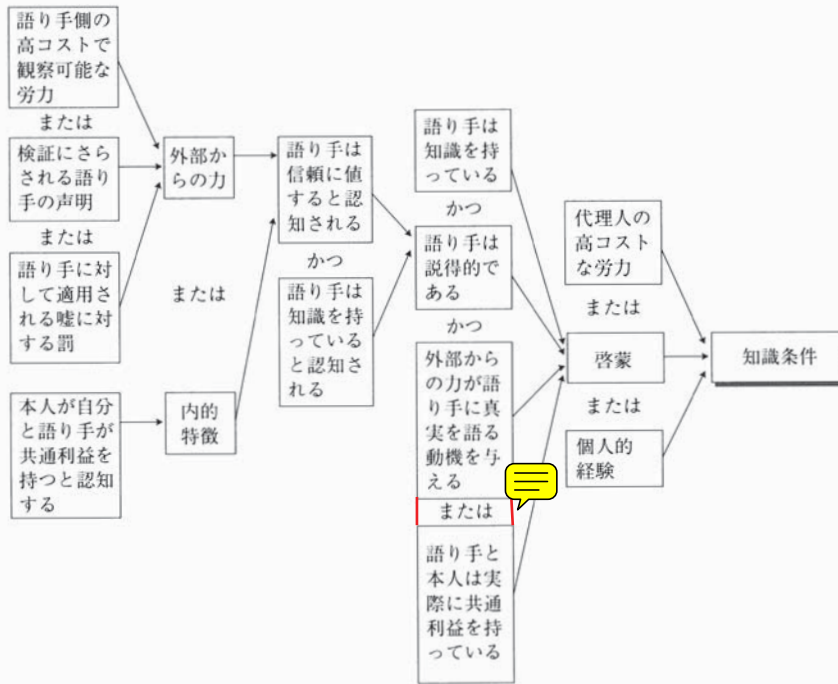 語り手側の
高コストで
観察可能な
労力
または
検証にさら
される語り
手の声明
または
語り手に対
して適用さ
れる嘘に対
する罰
本人が自分
と語り手が
共通利益を
持つと認知
する
外部か
らの力
または
内的
特徴
語り手は
信頼に値
すると認
知される
かつ
語り手は
知識を持
っている
と認知さ
れる
語り手は
知識を持
っている
かつ
語り手は
説得的で
ある
かつ
外部から
の力が語
り手に真
実を語る
動機を与
える
または
語り手と
本人は実
際に共通
利益を持
っている
代理人の
高コスト
な労力
または
啓蒙
または
個人的
経験
知識条件